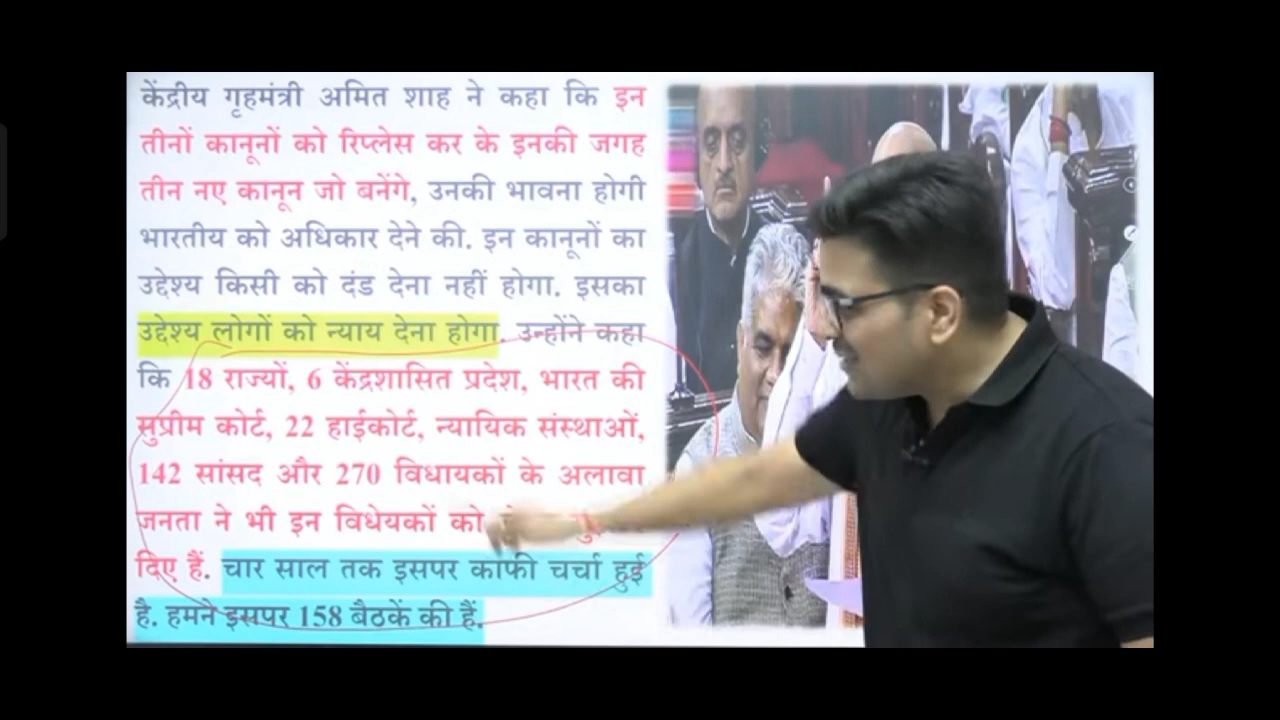 केंद्रीय गृहमंत्री अमित शाह ने कहा कि इन
तीनों कानूनों को रिप्लेस कर के इनकी जगह
तीन नए कानून जो बनेंगे, उनकी भावना होगी
भारतीय को अधिकार देने की. इन कानूनों का
उद्देश्य किसी को दंड देना नहीं होगा. इसका
उद्देश्य लोगों को न्याय देना होगा. उन्होंने कहा
कि 18 राज्यों, 6 केंद्रशासित प्रदेश, भारत की
सुप्रीम कोर्ट, 22 हाईकोर्ट, न्यायिक संस्थाओं,
142 सांसद और 270 विधायकों के अलावा
जनता ने भी इन विधेयकों को
दिए हैं. चार साल तक इसपर काफी चर्चा हुई
है. हमने इसपर 158 बैठकें की हैं.